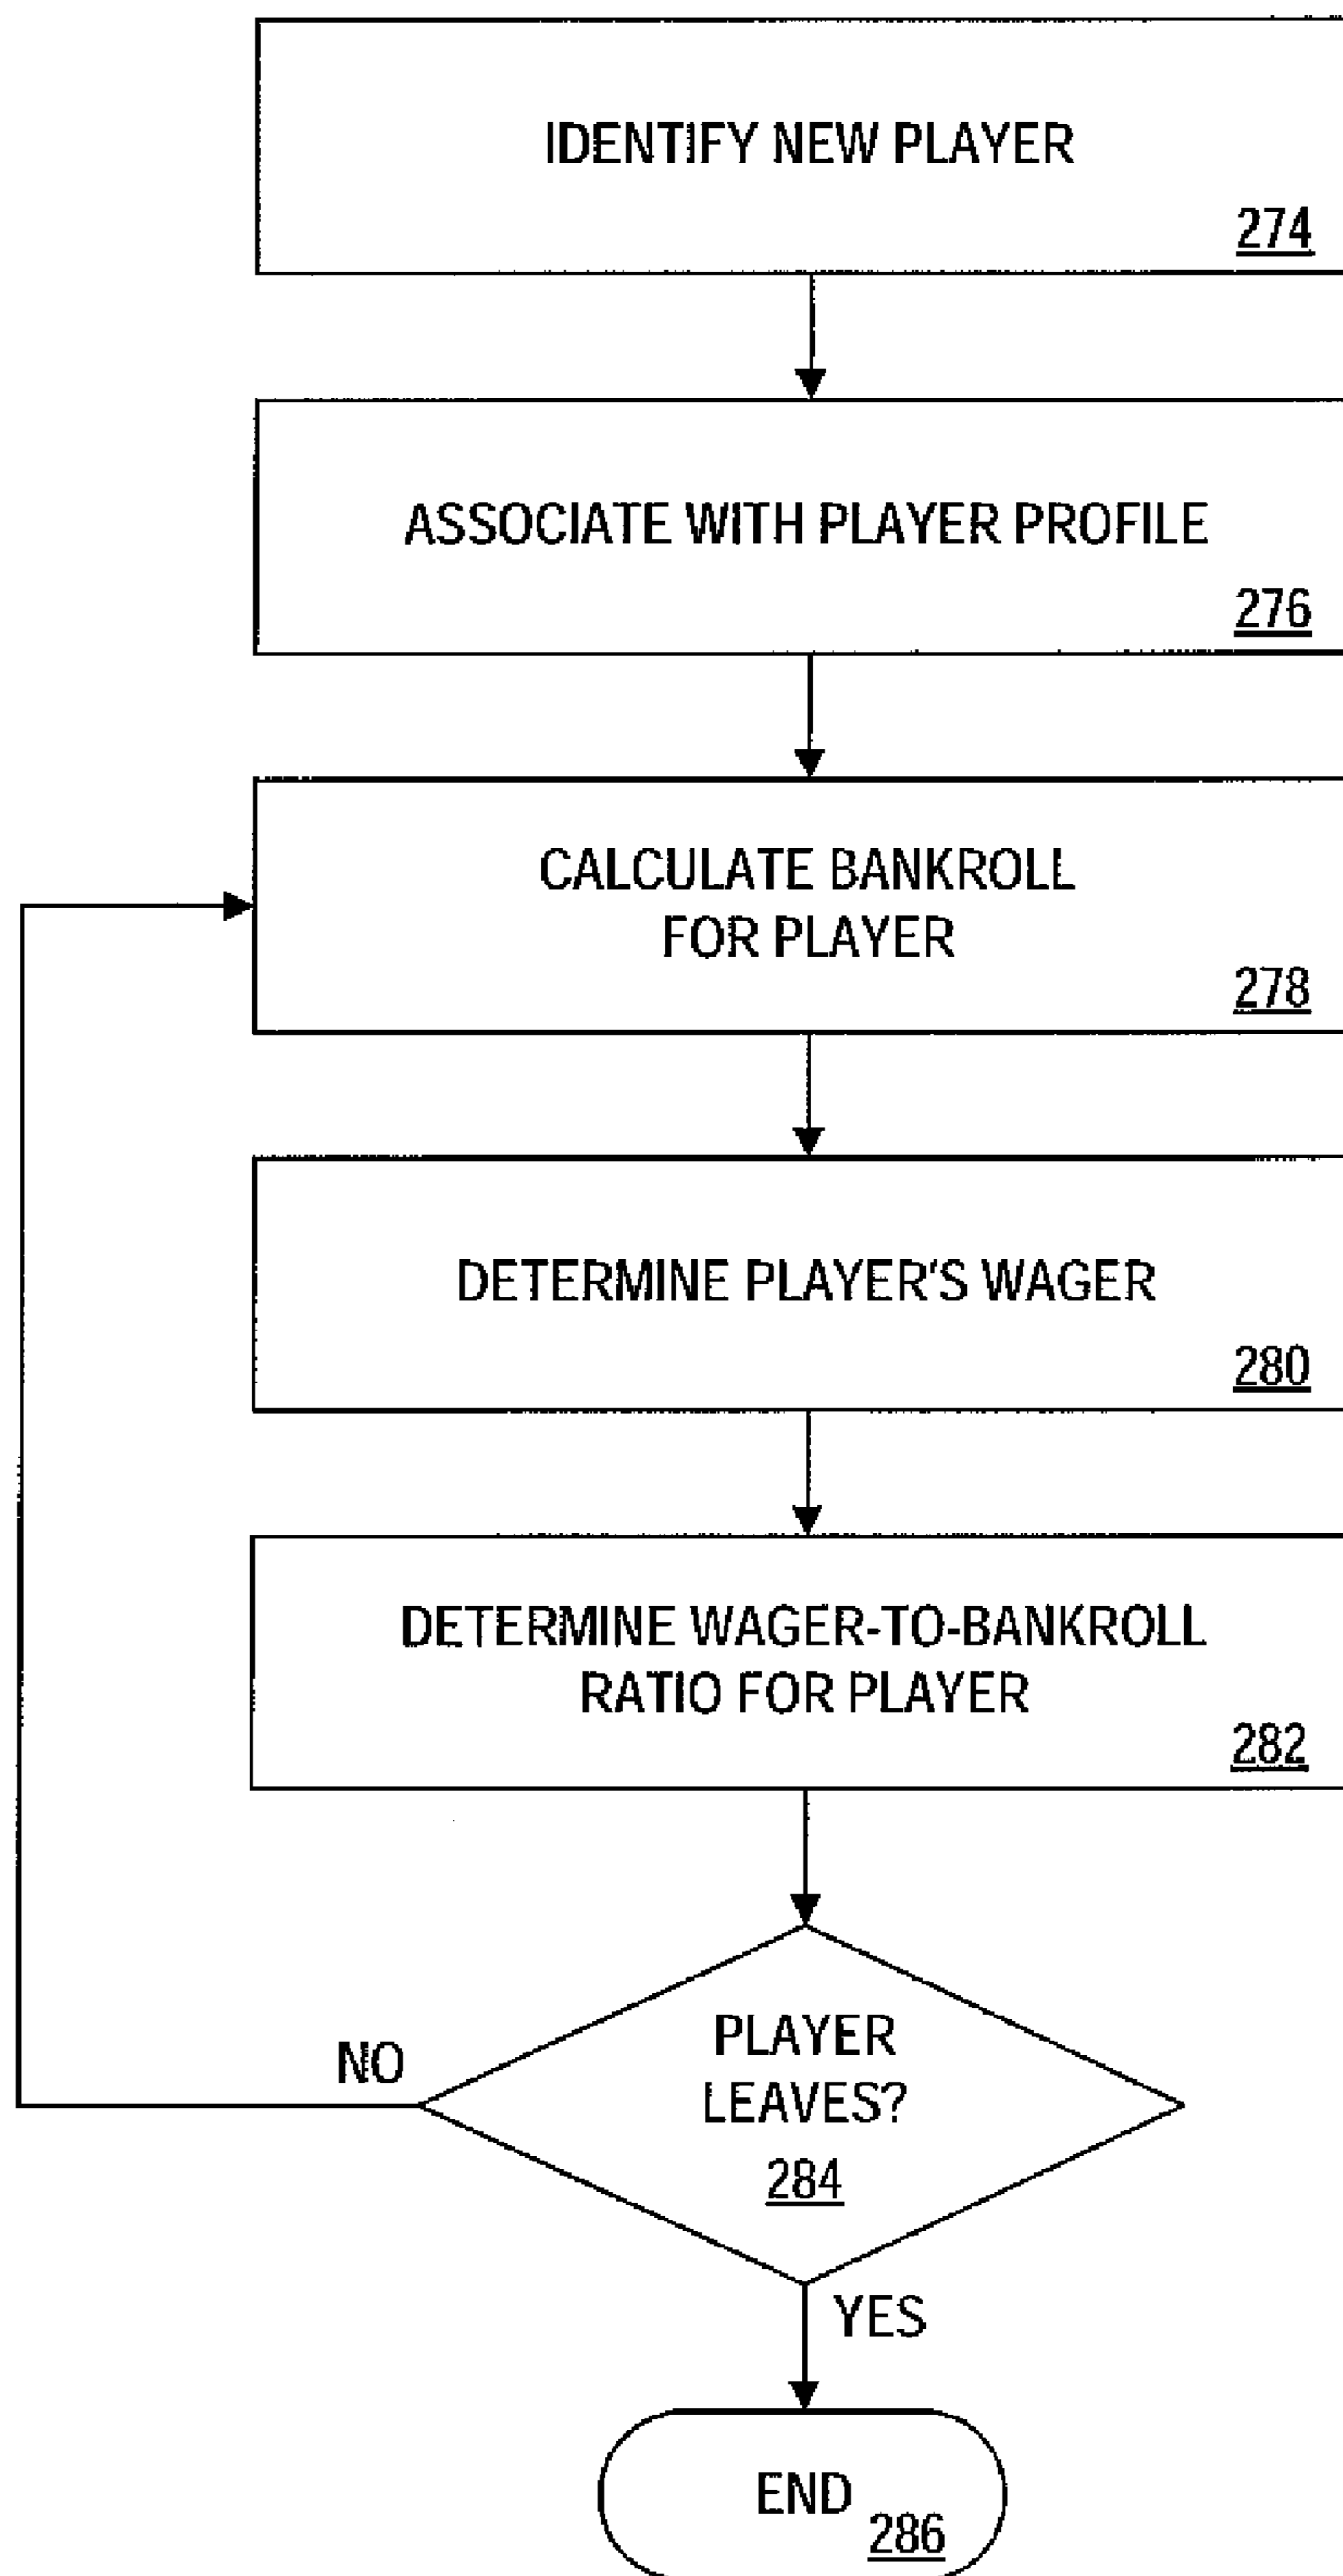 IDENTIFY NEW PLAYER
274
ASSOCIATE WITH PLAYER PROFILE
276
CALCULATE BANKROLL
FOR PLAYER
278
DETERMINE PLAYER'S WAGER
280
DETERMINE WAGER-TO-BANKROLL
RATIO FOR PLAYER
282
PLAYER
LEAVES?
284
NO
YES
END
286